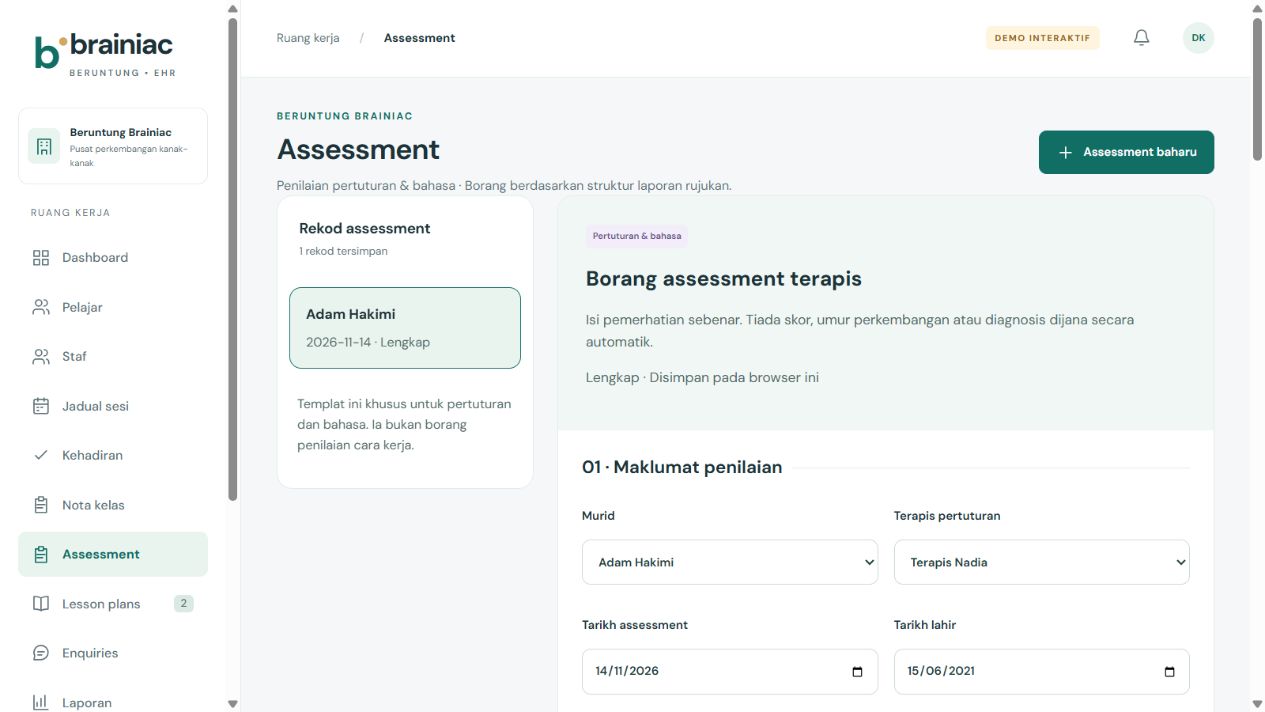 brainiac
BERUNTUNG • EHR
Beruntung Brainiac
Pusat perkembangan kanak-
kanak
RUANG KERJA
Dashboard
Pelajar
Staf
Jadual sesi
Kehadiran
Nota kelas
Assessment
Lesson plans 2
Enquiries
Laporan
Ruang kerja / Assessment
DEMO INTERAKTIF
DK
BERUNTUNG BRAINIAC
Assessment
Penilaian pertuturan & bahasa · Borang berdasarkan struktur laporan rujukan.
+ Assessment baharu
Rekod assessment
1 rekod tersimpan
Adam Hakimi
2026-11-14 · Lengkap
Templat ini khusus untuk pertuturan
dan bahasa. Ia bukan borang
penilaian cara kerja.
Pertuturan & bahasa
Borang assessment terapis
Isi pemerhatian sebenar. Tiada skor, umur perkembangan atau diagnosis dijana secara
automatik.
Lengkap · Disimpan pada browser ini
01 · Maklumat penilaian
Murid
Adam Hakimi
Terapis pertuturan
Terapis Nadia
Tarikh assessment
14/11/2026
Tarikh lahir
15/06/2021